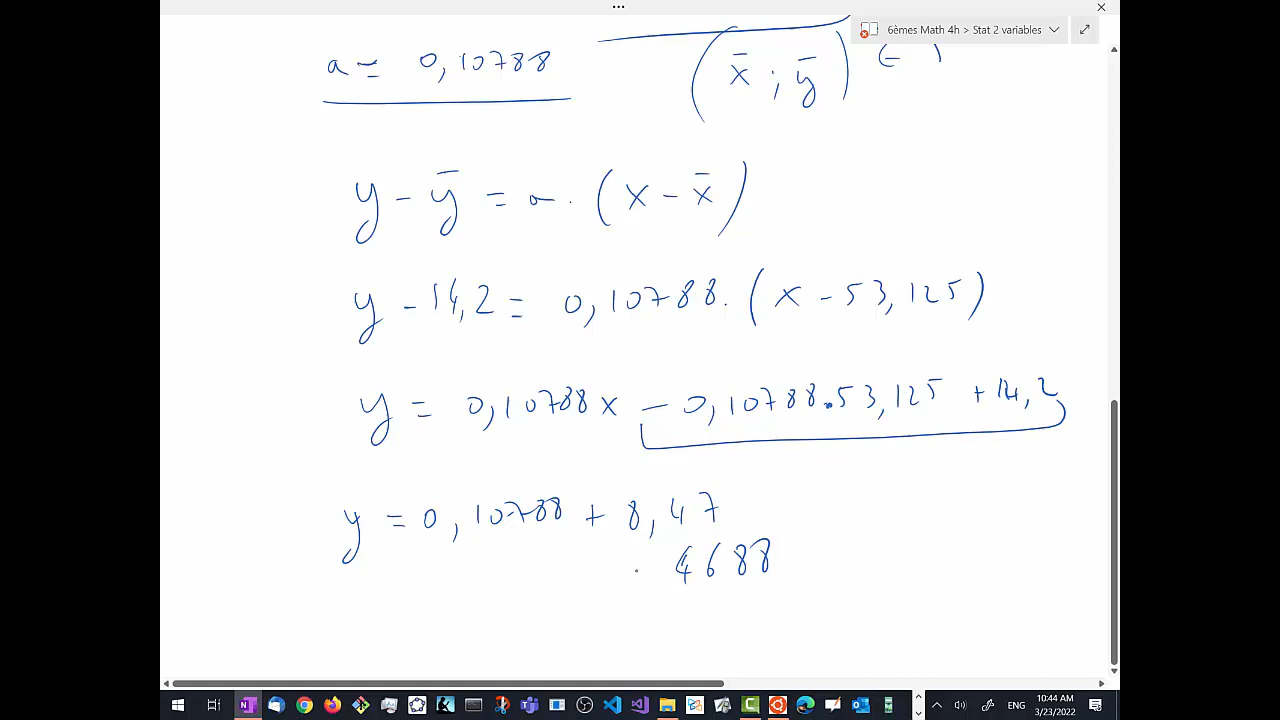 6èmes Math 4h > Stat 2 variables
a = 0,10788
(x̄ ; ȳ)
y - ȳ = a . (x - x̄)
y - 14,2 = 0,10788 . (x - 53,125)
y = 0,10788 x - 0,10788 . 53,125 + 14,2
y = 0,10788 + 8,47
4688
ENG
10:44 AM
3/23/2022